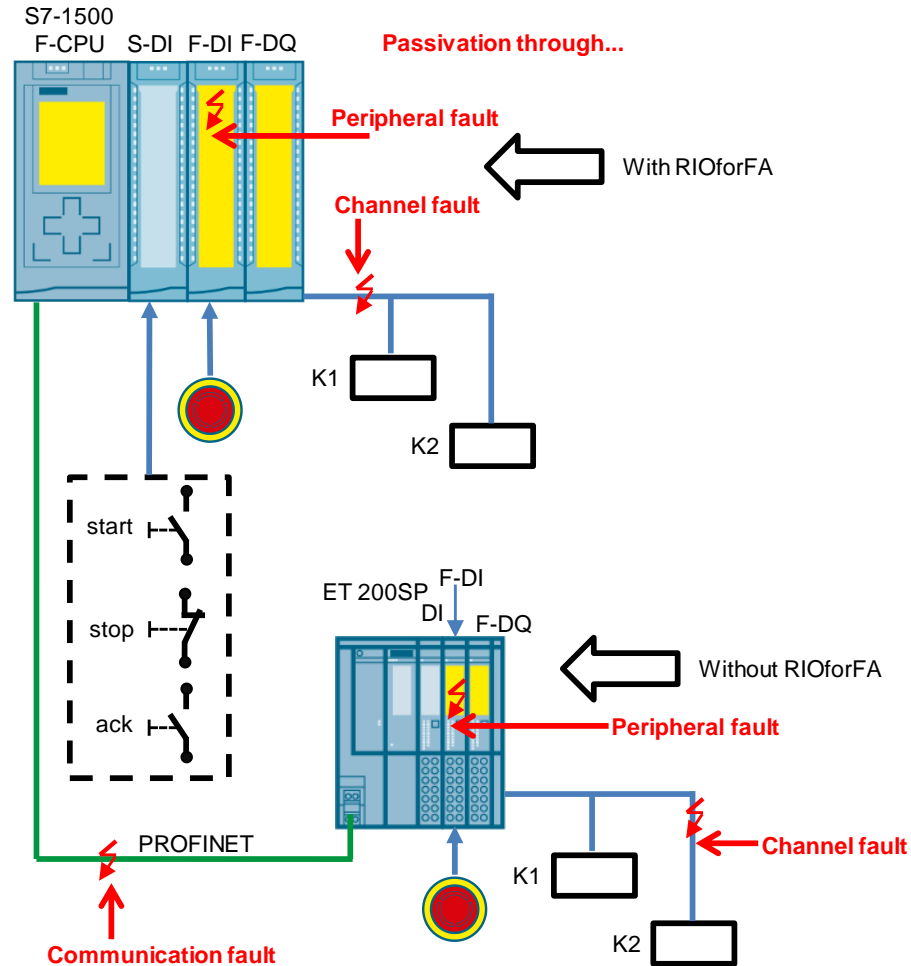 S7-1500
F-CPU S-DI F-DI F-DQ
Passivation through...
Peripheral fault
With RIOforFA
Channel fault
K1
K2
start
stop
ack
ET 200SP
F-DI
DI
F-DQ
Without RIOforFA
Peripheral fault
PROFINET
Channel fault
K1
K2
Communication fault